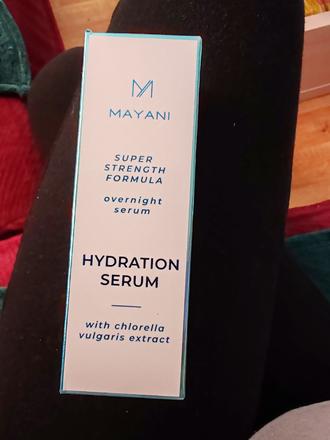 MAYANI
SUPER
STRENGTH
FORMULA
overnight
serum
HYDRATION
SERUM
with chlorella
vulgaris extract